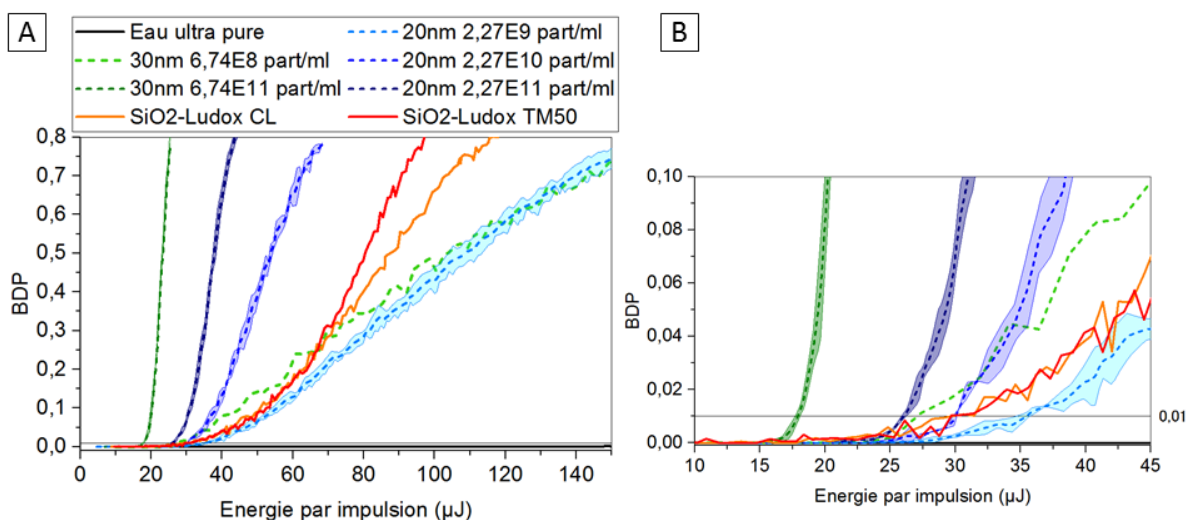 A
B
Eau ultra pure
20nm 2,27E9 part/ml
30nm 6,74E8 part/ml
20nm 2,27E10 part/ml
30nm 6,74E11 part/ml
20nm 2,27E11 part/ml
SiO2-Ludox CL
SiO2-Ludox TM50
0,8
0,7
0,6
0,5
0,4
0,3
0,2
0,1
0,0
BDP
0
20
40
60
80
100
120
140
Energie par impulsion (µJ)
0,10
0,08
0,06
0,04
0,02
0,00
BDP
0,01
10
15
20
25
30
35
40
45
Energie par impulsion (µJ)